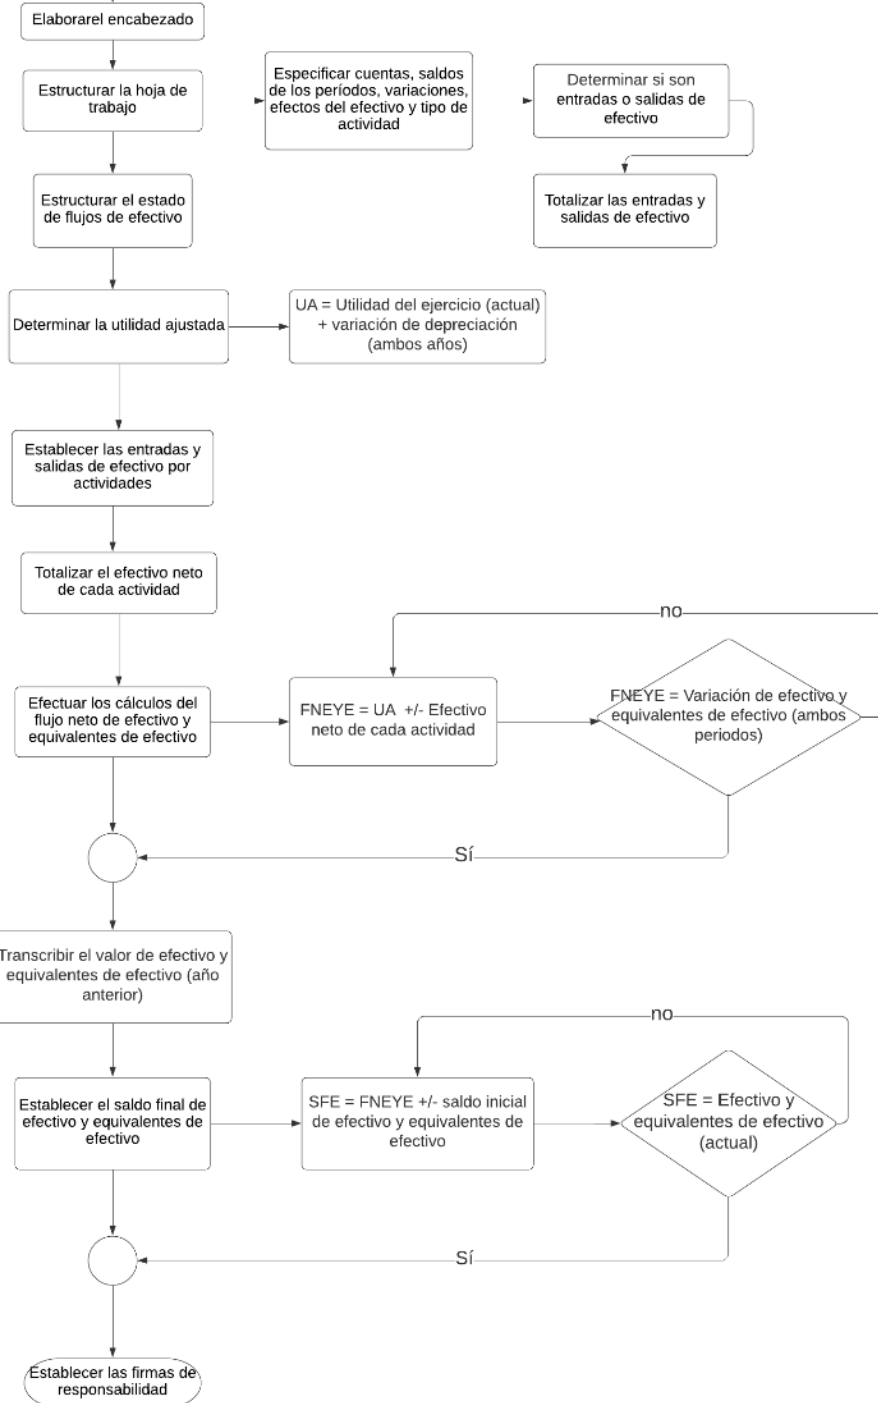 Elaborarel encabezado
Estructurar la hoja de
trabajo
Especificar cuentas, saldos
de los períodos, variaciones,
efectos del efectivo y tipo de
actividad
Determinar si son
entradas o salidas de
efectivo
Estructurar el estado
de flujos de efectivo
Totalizar las entradas y
salidas de efectivo
Determinar la utilidad ajustada
UA = Utilidad del ejercicio (actual)
+ variación de depreciación
(ambos años)
Establecer las entradas y
salidas de efectivo por
actividades
Totalizar el efectivo neto
de cada actividad
no
Efectuar los cálculos del
flujo neto de efectivo y
equivalentes de efectivo
FNEYE = UA +/- Efectivo
neto de cada actividad
FNEYE = Variación de efectivo y
equivalentes de efectivo (ambos
periodos)
Sí
Transcribir el valor de efectivo y
equivalentes de efectivo (año
anterior)
no
Establecer el saldo final de
efectivo y equivalentes de
efectivo
SFE = FNEYE +/- saldo inicial
de efectivo y equivalentes de
efectivo
SFE = Efectivo y
equivalentes de efectivo
(actual)
Sí
Establecer las firmas de
responsabilidad